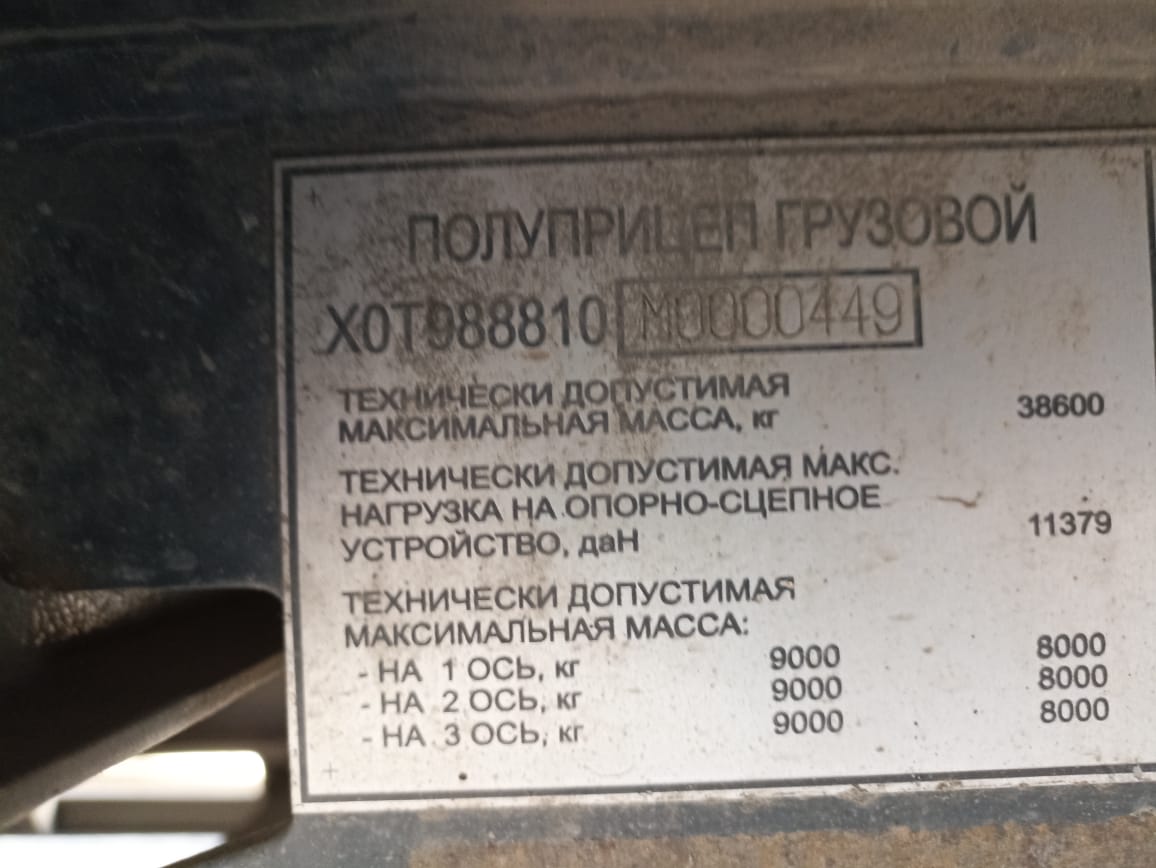 ПОЛУПРИЦЕП ГРУЗОВОЙ
X0T988810 M0000449
ТЕХНИЧЕСКИ ДОПУСТИМАЯ
МАКСИМАЛЬНАЯ МАССА, кг 38600
ТЕХНИЧЕСКИ ДОПУСТИМАЯ МАКС.
НАГРУЗКА НА ОПОРНО-СЦЕПНОЕ
УСТРОЙСТВО, даН 11379
ТЕХНИЧЕСКИ ДОПУСТИМАЯ
МАКСИМАЛЬНАЯ МАССА:
- НА 1 ОСЬ, кг 9000 8000
- НА 2 ОСЬ, кг 9000 8000
- НА 3 ОСЬ, кг 9000 8000